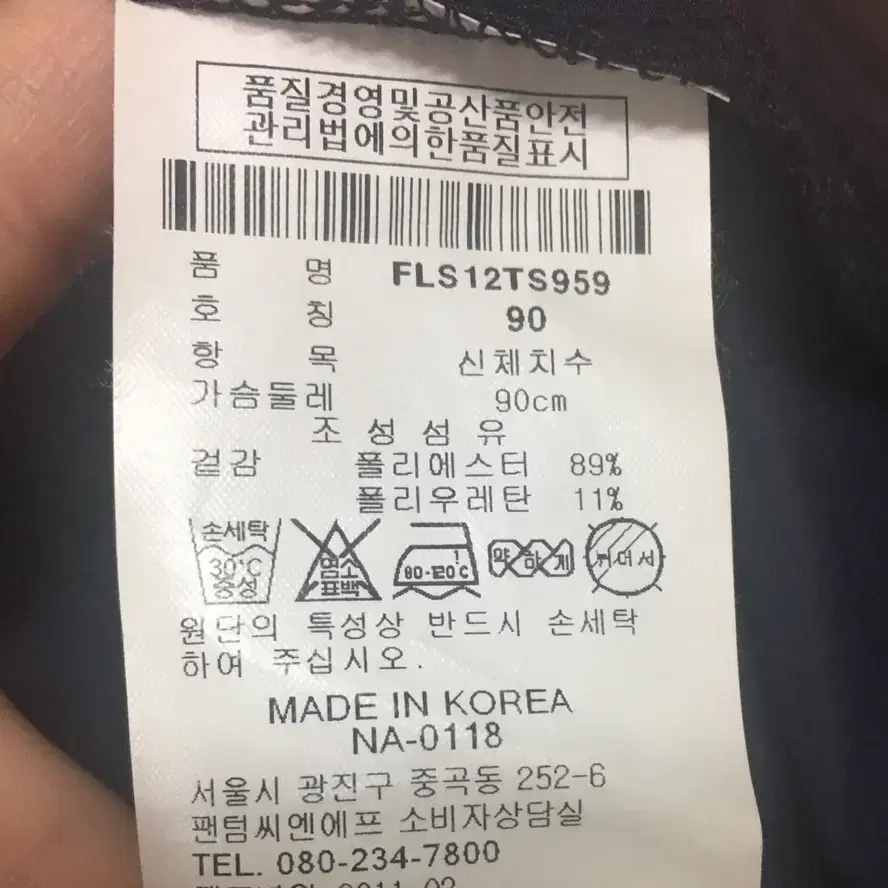 품질경영및공산품안전
관리법에의한품질표시
품 명 FLS12TS959
호 칭 90
항 목 신체치수
가슴둘레 90cm
조 성 섬 유
겉감 폴리에스터 89%
폴리우레탄 11%
손세탁 30°C 중성 염소 표백 80-120°C 약하게 뉘어서
원단의 특성상 반드시 손세탁
하여 주십시오.
MADE IN KOREA
NA-0118
서울시 광진구 중곡동 252-6
팬텀씨엔에프 소비자상담실
TEL. 080-234-7800